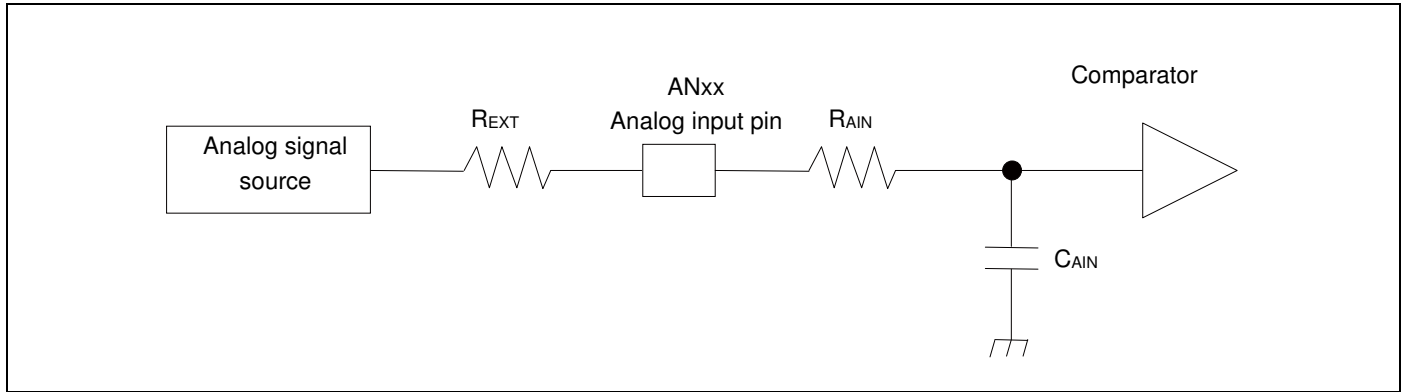 Analog signal
source
REXT
ANxx
Analog input pin
RAIN
Comparator
CAIN